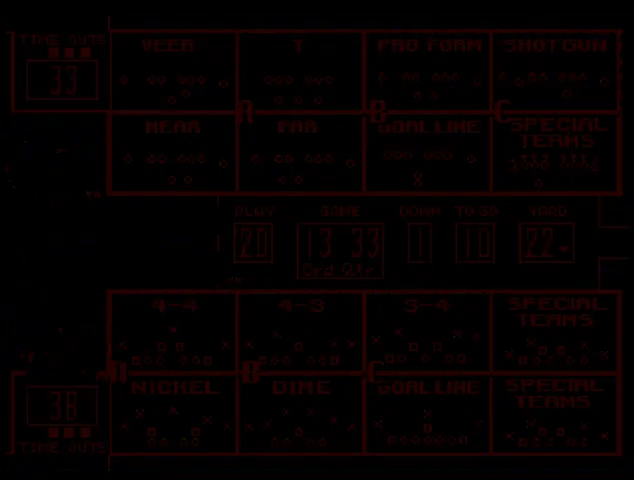 TIME OUTS
33
VEER
T
PRO FORM
SHOTGUN
A
B
C
NEAR
FAR
GOAL LINE
SPECIAL
TEAMS
PLAY
GAME
DOWN
TO GO
YARD
20
13 33
1
10
22
3rd Qtr
4-4
4-3
3-4
SPECIAL
TEAMS
B
C
NICKEL
DIME
GOAL LINE
SPECIAL
TEAMS
TIME OUTS